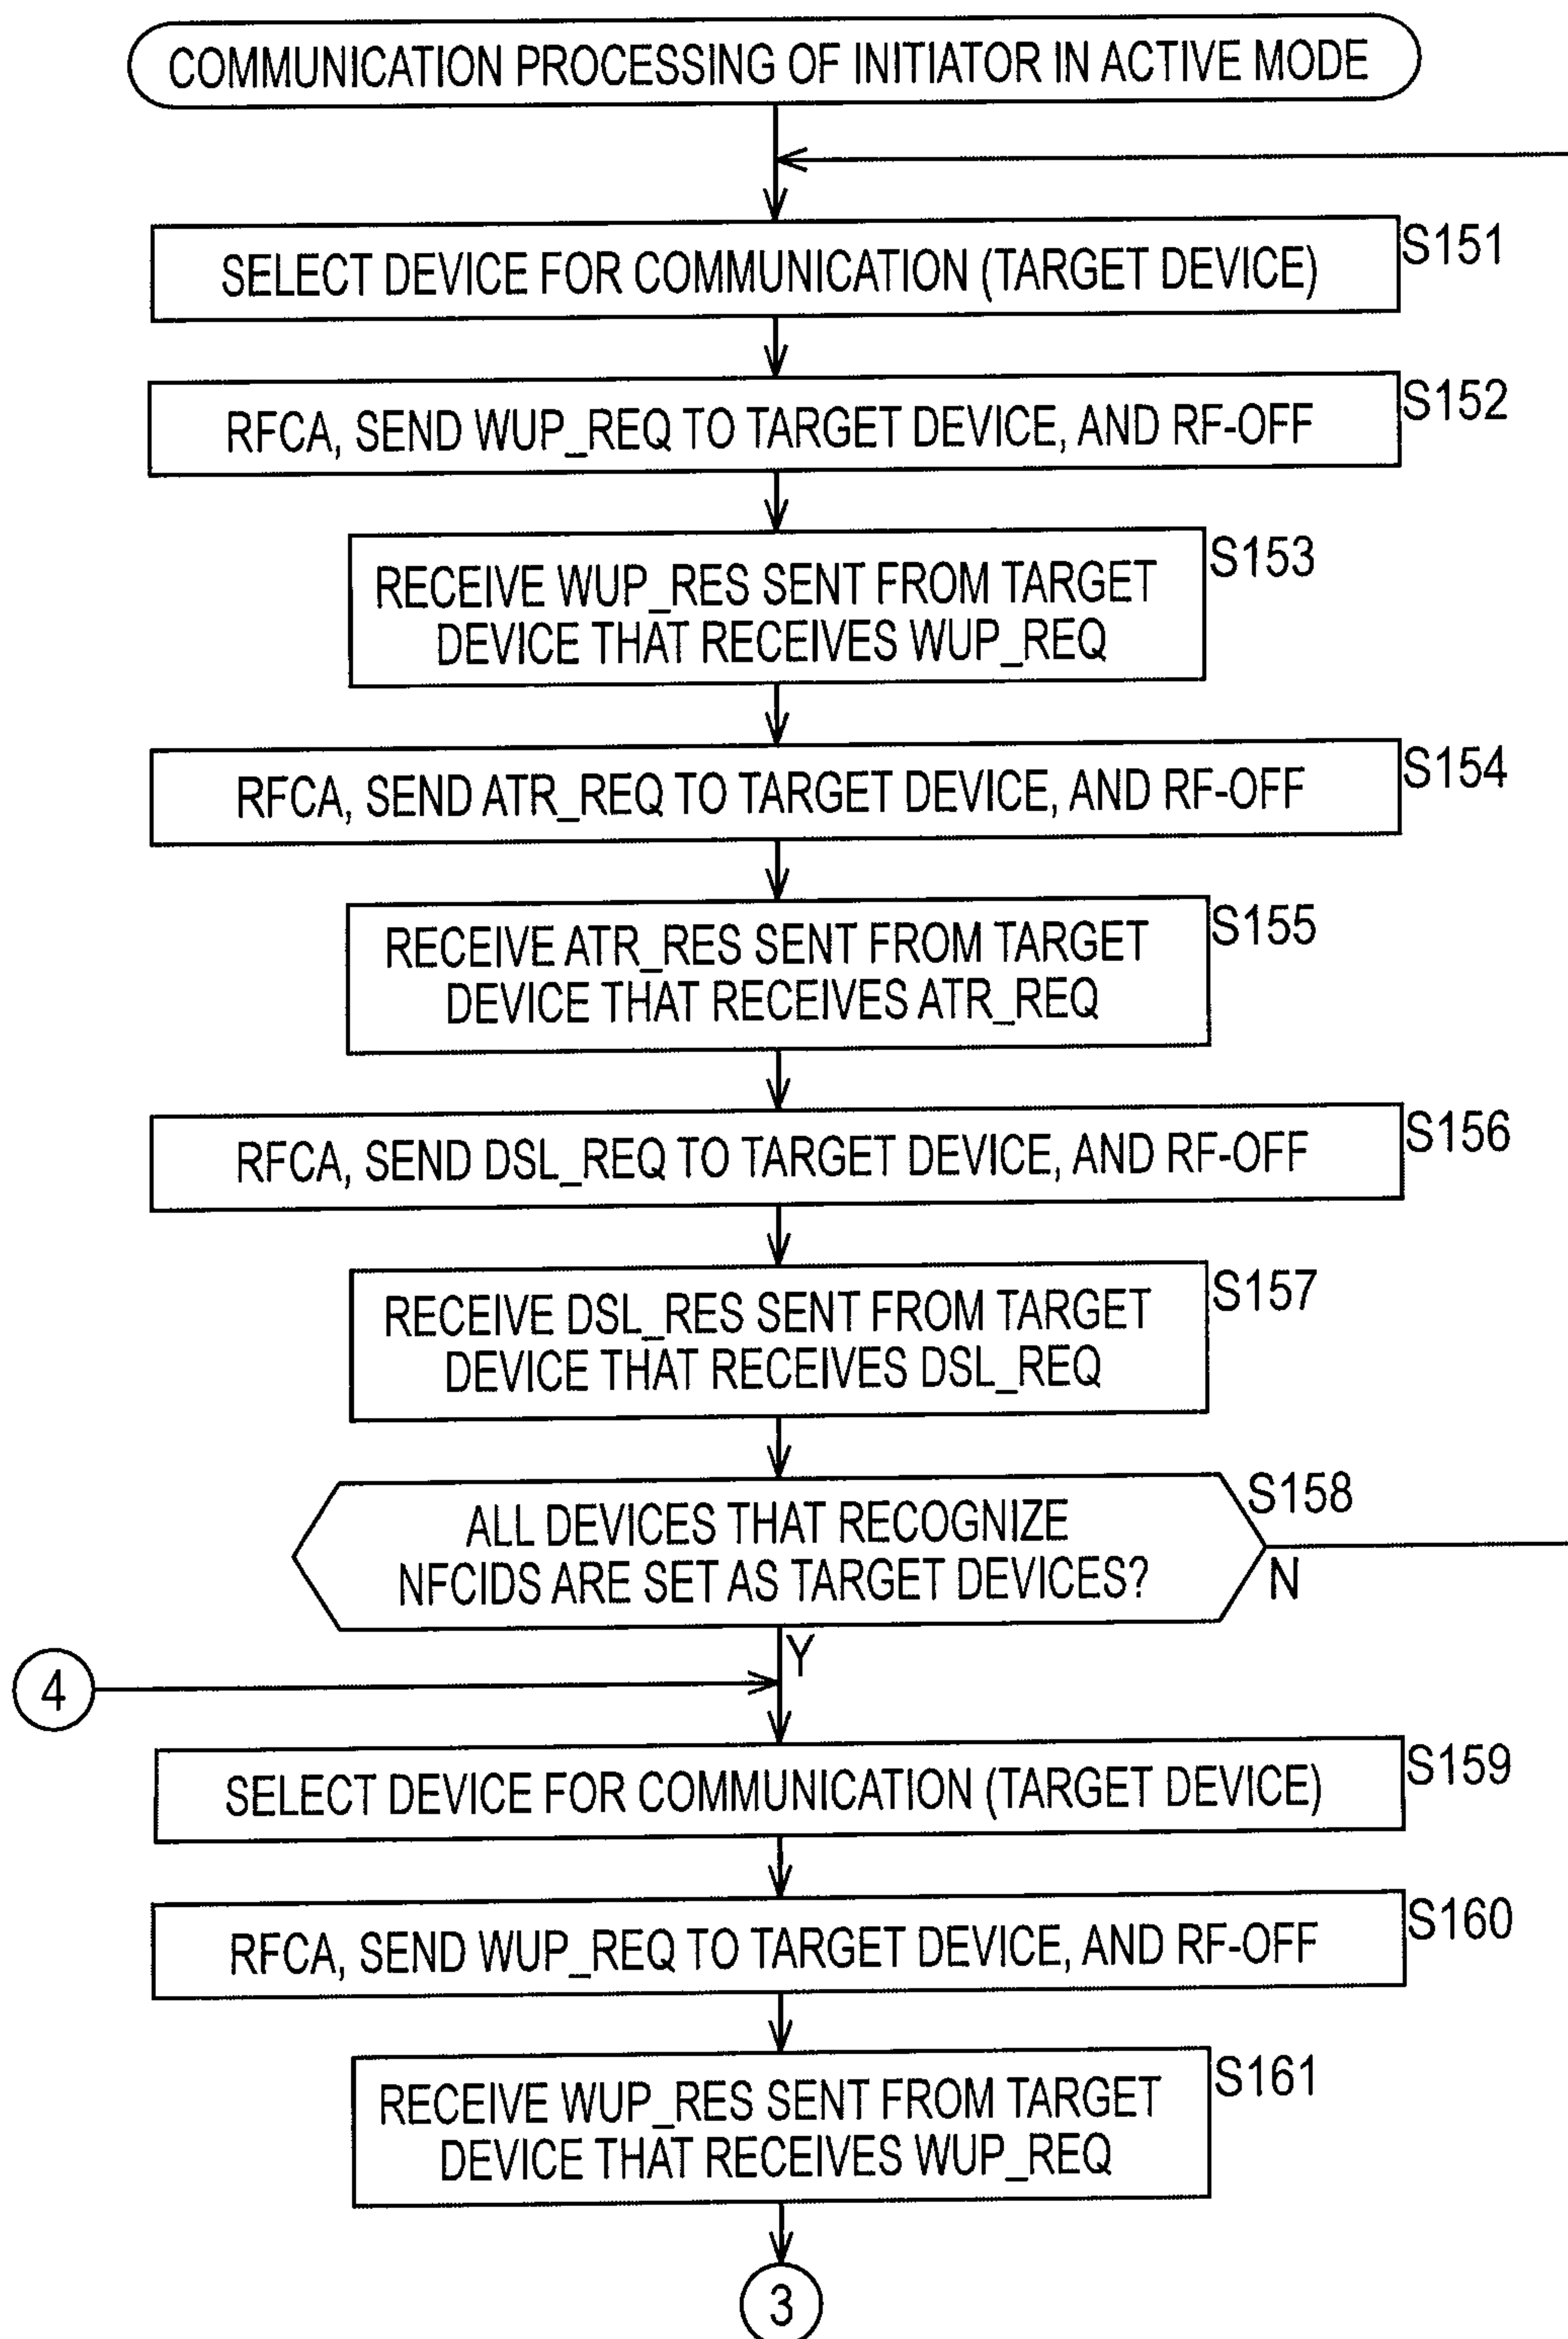 COMMUNICATION PROCESSING OF INITIATOR IN ACTIVE MODE
SELECT DEVICE FOR COMMUNICATION (TARGET DEVICE)
S151
RFCA, SEND WUP_REQ TO TARGET DEVICE, AND RF-OFF
S152
RECEIVE WUP_RES SENT FROM TARGET
DEVICE THAT RECEIVES WUP_REQ
S153
RFCA, SEND ATR_REQ TO TARGET DEVICE, AND RF-OFF
S154
RECEIVE ATR_RES SENT FROM TARGET
DEVICE THAT RECEIVES ATR_REQ
S155
RFCA, SEND DSL_REQ TO TARGET DEVICE, AND RF-OFF
S156
RECEIVE DSL_RES SENT FROM TARGET
DEVICE THAT RECEIVES DSL_REQ
S157
ALL DEVICES THAT RECOGNIZE
NFCIDS ARE SET AS TARGET DEVICES?
S158
N
Y
4
SELECT DEVICE FOR COMMUNICATION (TARGET DEVICE)
S159
RFCA, SEND WUP_REQ TO TARGET DEVICE, AND RF-OFF
S160
RECEIVE WUP_RES SENT FROM TARGET
DEVICE THAT RECEIVES WUP_REQ
S161
3